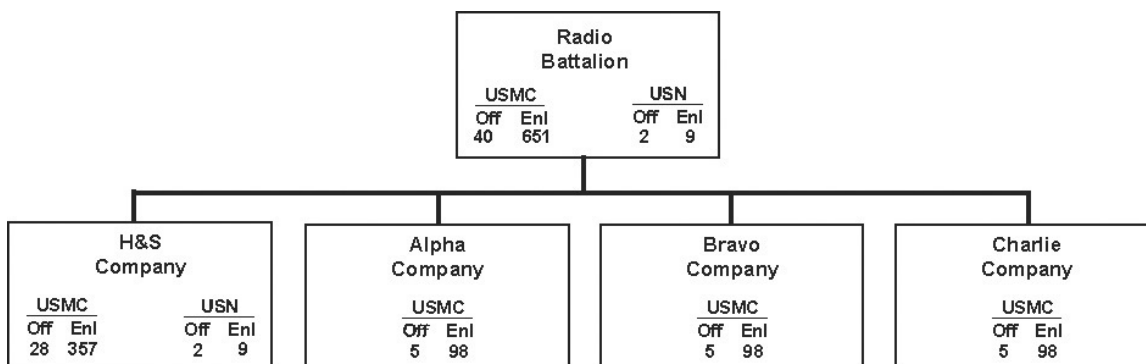 Radio
Battalion
USMC USN
Off Enl Off Enl
40 651 2 9
H&S
Company
USMC USN
Off Enl Off Enl
28 357 2 9
Alpha
Company
USMC
Off Enl
5 98
Bravo
Company
USMC
Off Enl
5 98
Charlie
Company
USMC
Off Enl
5 98